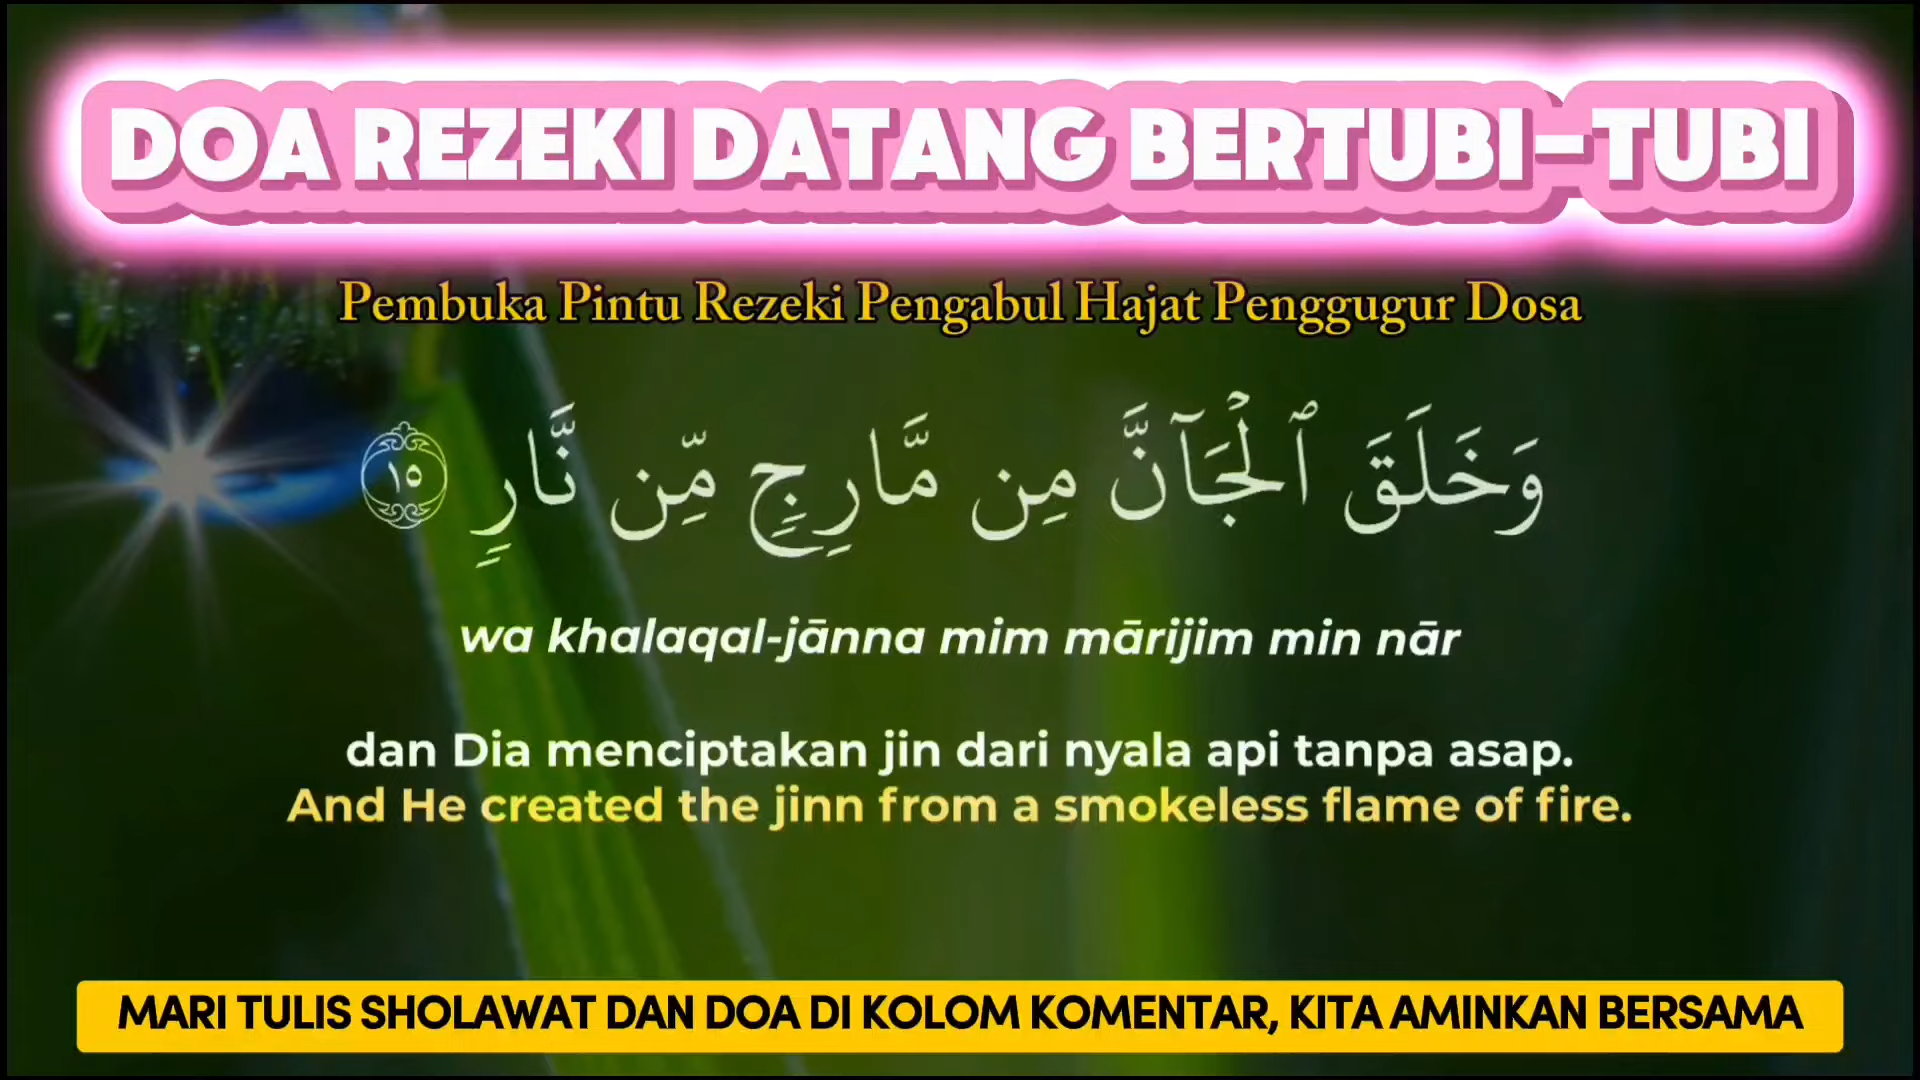 DOA REZEKI DATANG BERTUBI-TUBI
Pembuka Pintu Rezeki Pengabul Hajat Penggugur Dosa
وَخَلَقَ ٱلْجَآنَّ مِن مَّارِجٍ مِّن نَّارٍ ١٥
wa khalaqal-jānna mim mārijim min nār
dan Dia menciptakan jin dari nyala api tanpa asap.
And He created the jinn from a smokeless flame of fire.
MARI TULIS SHOLAWAT DAN DOA DI KOLOM KOMENTAR, KITA AMINKAN BERSAMA